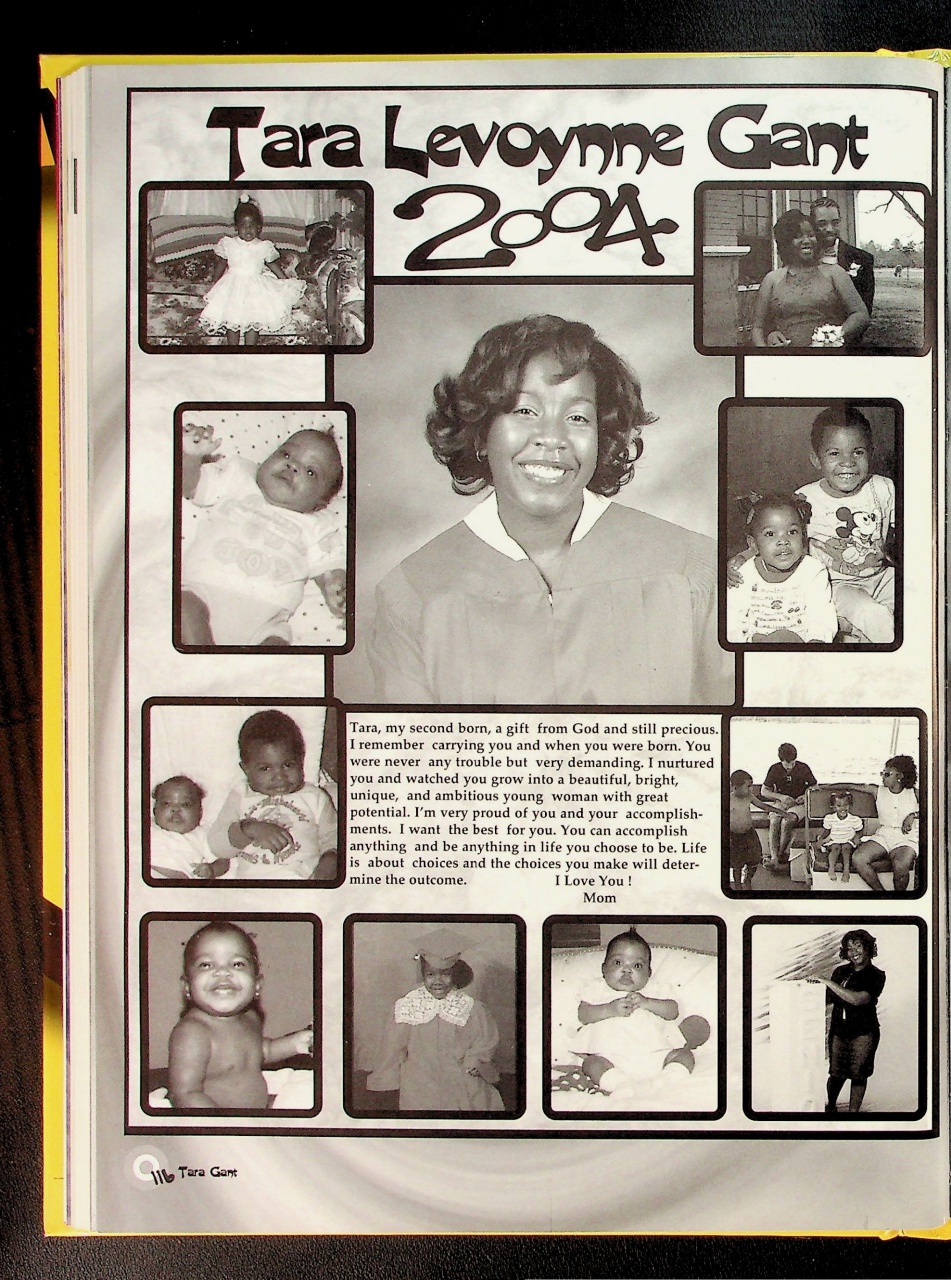 Tara Levoynne Gant
2004
Tara, my second born, a gift from God and still precious.
I remember carrying you and when you were born. You
were never any trouble but very demanding. I nurtured
you and watched you grow into a beautiful, bright,
unique, and ambitious young woman with great
potential. I'm very proud of you and your accomplish-
ments. I want the best for you. You can accomplish
anything and be anything in life you choose to be. Life
is about choices and the choices you make will deter-
mine the outcome. I Love You !
Mom
116 Tara Gant